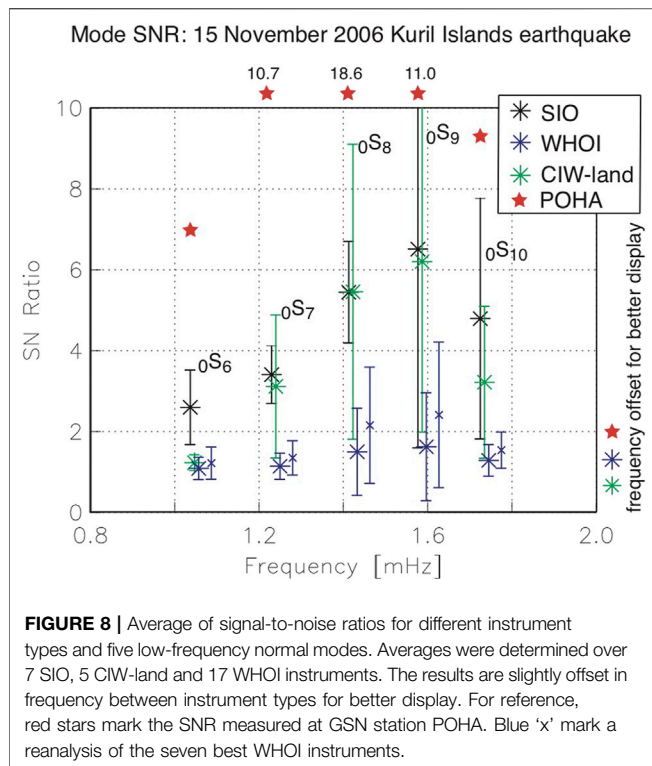 Mode SNR: 15 November 2006 Kuril Islands earthquake
10.7 18.6 11.0
10
8
6
4
2
0
SN Ratio
SIO
WHOI
CIW-land
POHA
0S6
0S7
0S8
0S9
0S10
0.8 1.2 1.6 2.0
Frequency [mHz]
frequency offset for better display
FIGURE 8 | Average of signal-to-noise ratios for different instrument
types and five low-frequency normal modes. Averages were determined over
7 SIO, 5 CIW-land and 17 WHOI instruments. The results are slightly offset in
frequency between instrument types for better display. For reference,
red stars mark the SNR measured at GSN station POHA. Blue ‘x’ mark a
reanalysis of the seven best WHOI instruments.